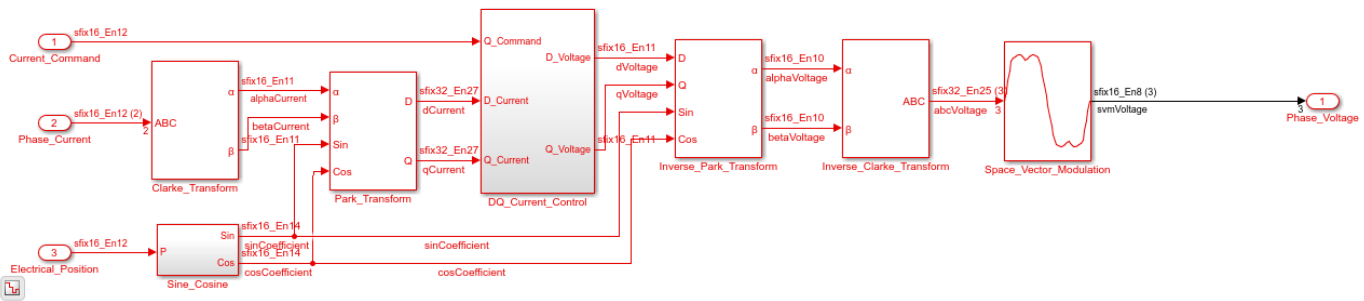 1
Current_Command
sfix16_En12
2
Phase_Current
sfix16_En12 (2)
2
ABC
α
β
Clarke_Transform
sfix16_En11
alphaCurrent
betaCurrent
sfix16_En11
α
β
Sin
Cos
D
Q
Park_Transform
sfix32_En27
dCurrent
sfix32_En27
qCurrent
Q_Command
D_Current
Q_Current
D_Voltage
Q_Voltage
DQ_Current_Control
sfix16_En11
dVoltage
qVoltage
sfix16_En11
D
Q
Sin
Cos
α
β
Inverse_Park_Transform
sfix16_En10
alphaVoltage
sfix16_En10
betaVoltage
α
β
ABC
Inverse_Clarke_Transform
sfix32_En25 (3)
abcVoltage
3
Space_Vector_Modulation
sfix16_En8 (3)
svmVoltage
3
1
Phase_Voltage
3
Electrical_Position
sfix16_En12
P
Sin
Cos
Sine_Cosine
sfix16_En14
sinCoefficient
sfix16_En14
cosCoefficient
sinCoefficient
cosCoefficient